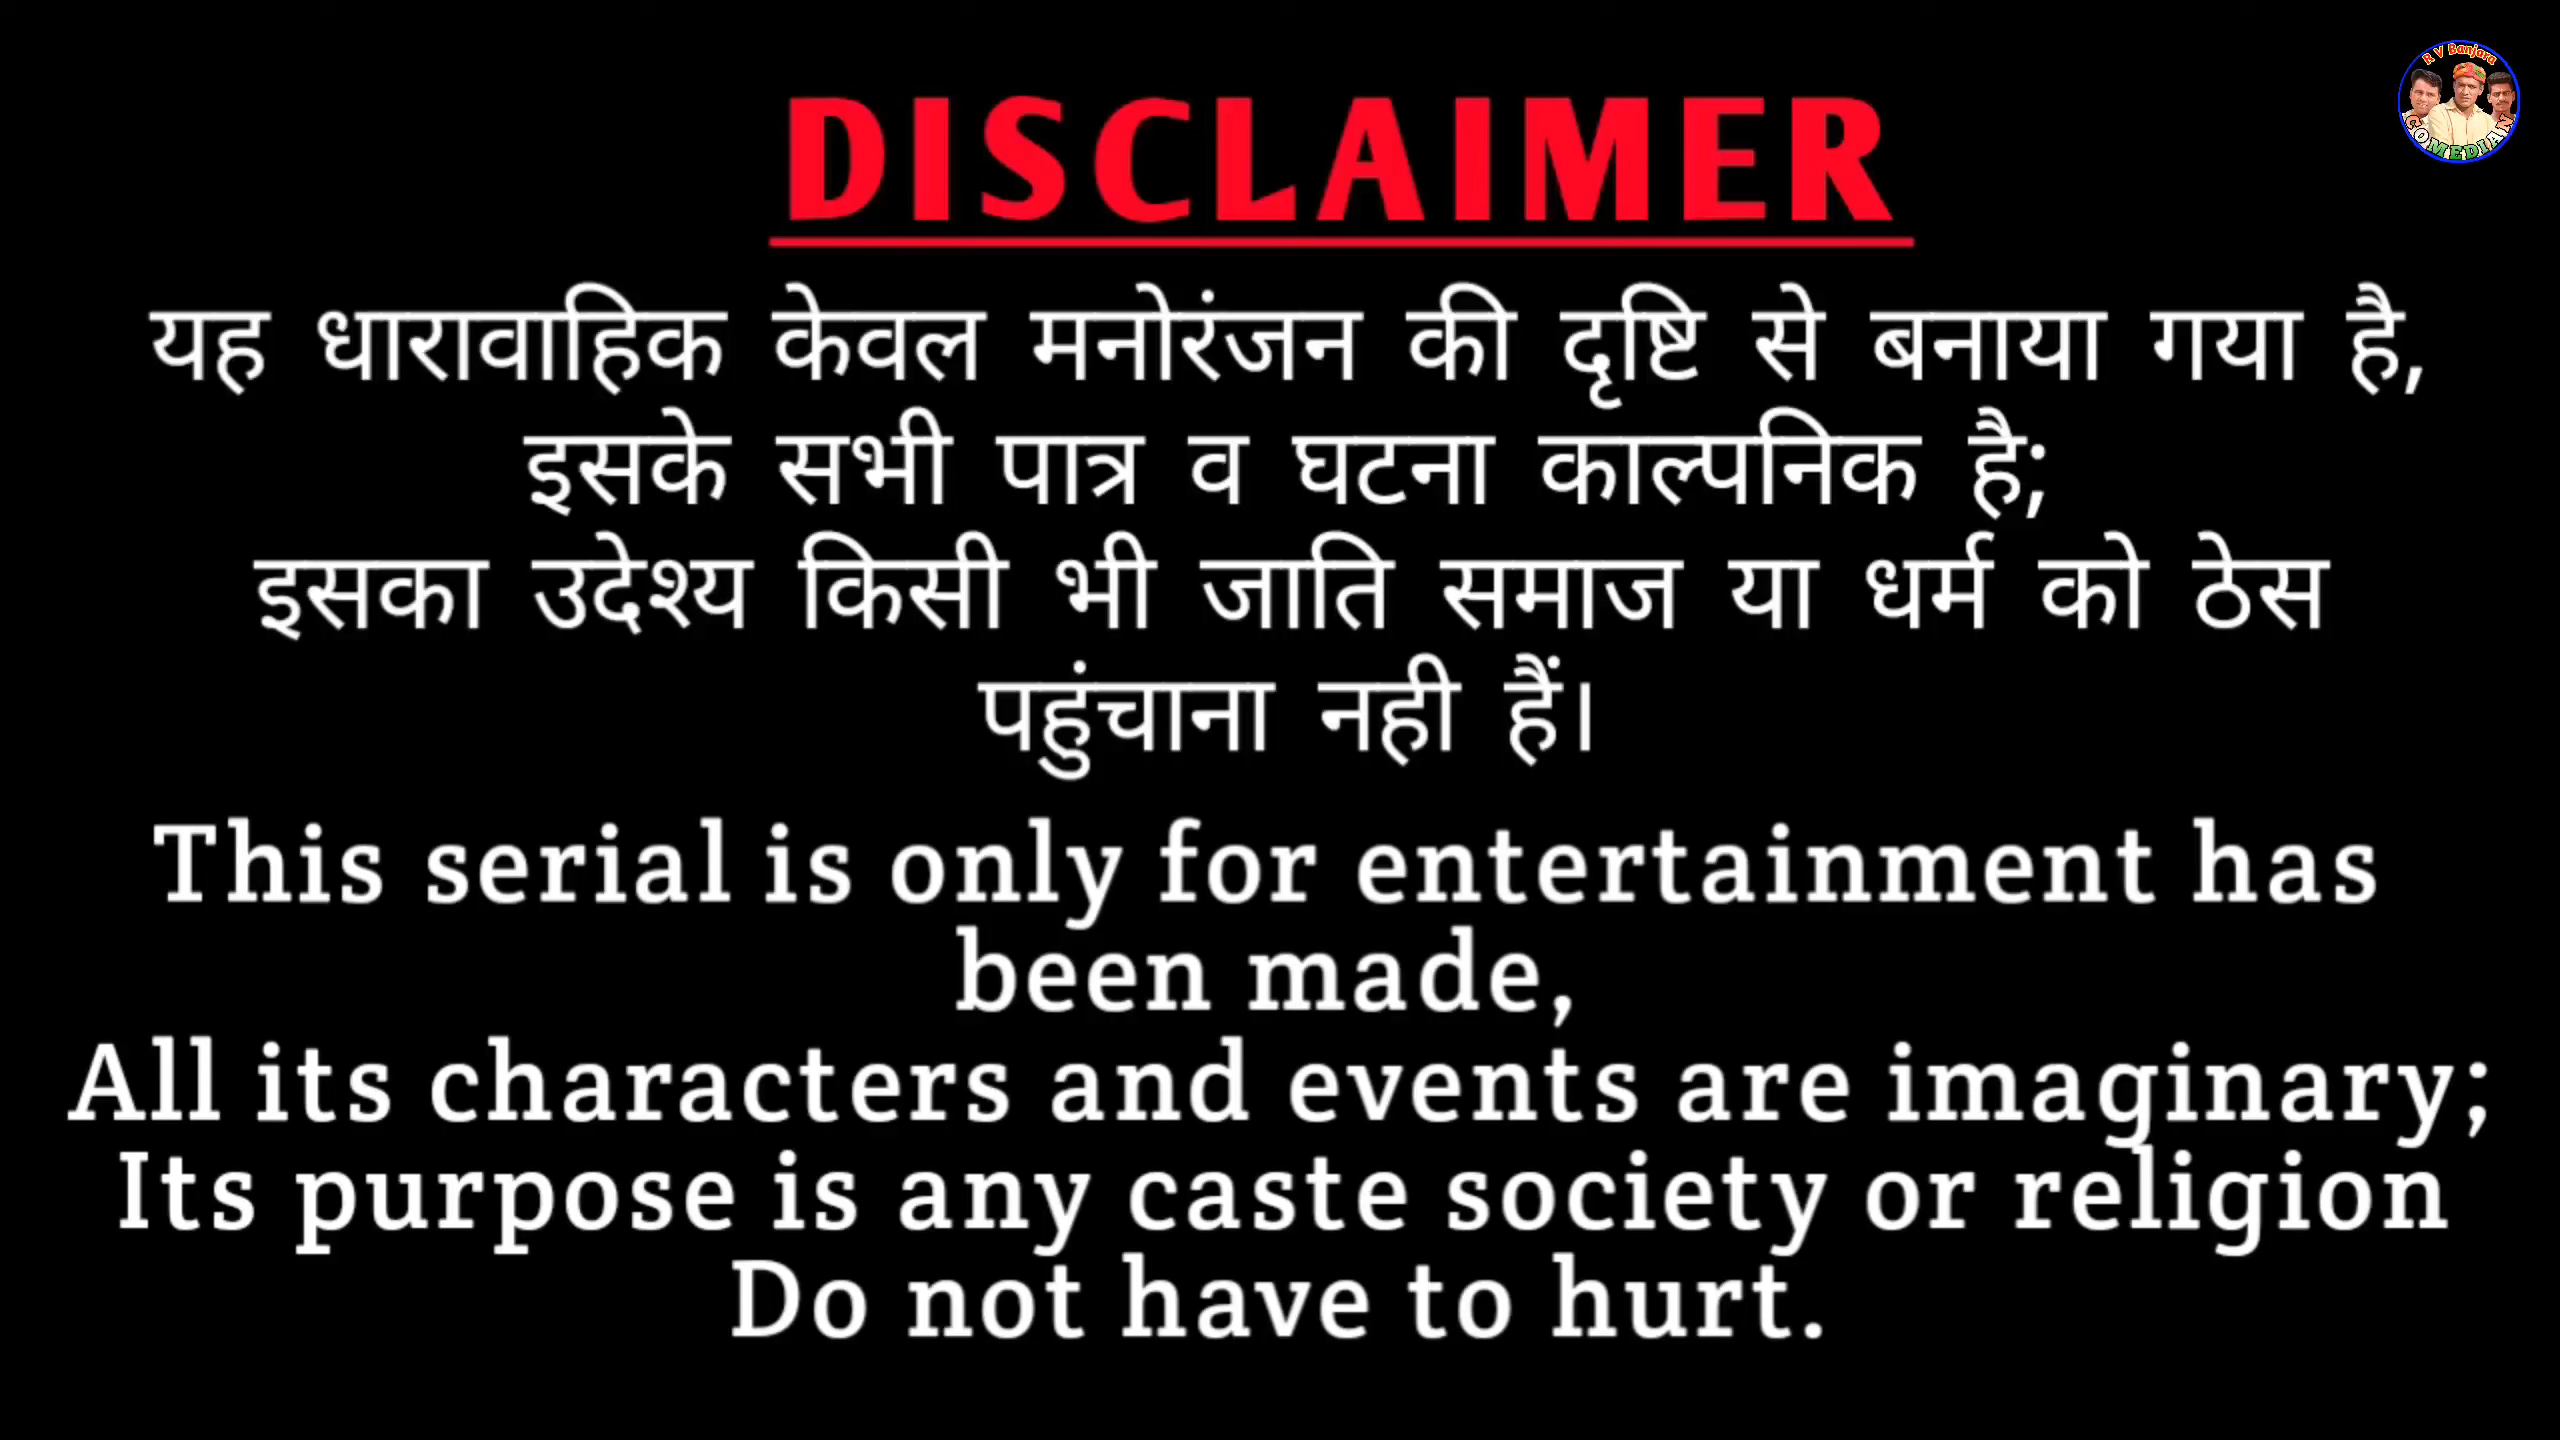 R V Banjara
COMEDIAN
DISCLAIMER
यह धारावाहिक केवल मनोरंजन की दृष्टि से बनाया गया है,
इसके सभी पात्र व घटना काल्पनिक है;
इसका उदेश्य किसी भी जाति समाज या धर्म को ठेस
पहुंचाना नही हैं।
This serial is only for entertainment has
been made,
All its characters and events are imaginary;
Its purpose is any caste society or religion
Do not have to hurt.